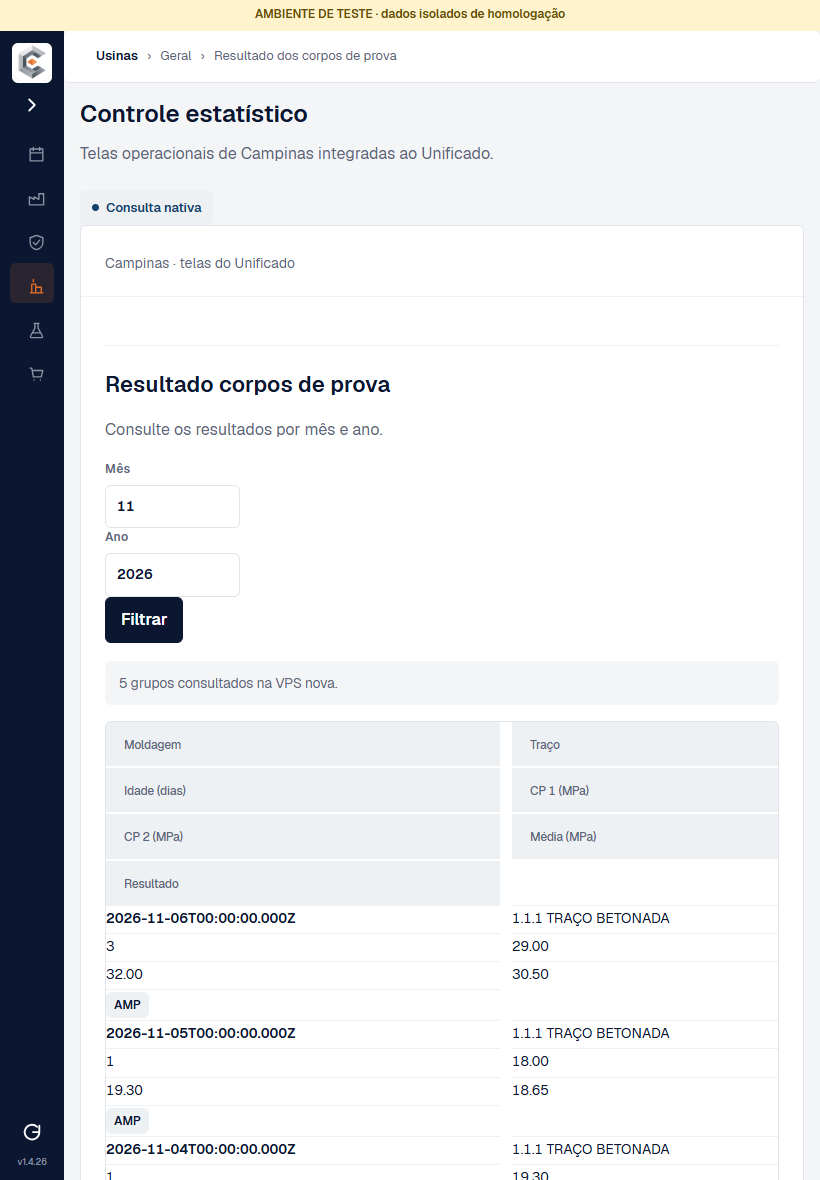 AMBIENTE DE TESTE · dados isolados de homologação
Usinas › Geral › Resultado dos corpos de prova
Controle estatístico
Telas operacionais de Campinas integradas ao Unificado.
Consulta nativa
Campinas · telas do Unificado
Resultado corpos de prova
Consulte os resultados por mês e ano.
Mês
11
Ano
2026
Filtrar
5 grupos consultados na VPS nova.
Moldagem Traço
Idade (dias) CP 1 (MPa)
CP 2 (MPa) Média (MPa)
Resultado
2026-11-06T00:00:00.000Z 1.1.1 TRAÇO BETONADA
3 29.00
32.00 30.50
AMP
2026-11-05T00:00:00.000Z 1.1.1 TRAÇO BETONADA
1 18.00
19.30 18.65
AMP
2026-11-04T00:00:00.000Z 1.1.1 TRAÇO BETONADA
1 19.30
v1.4.26